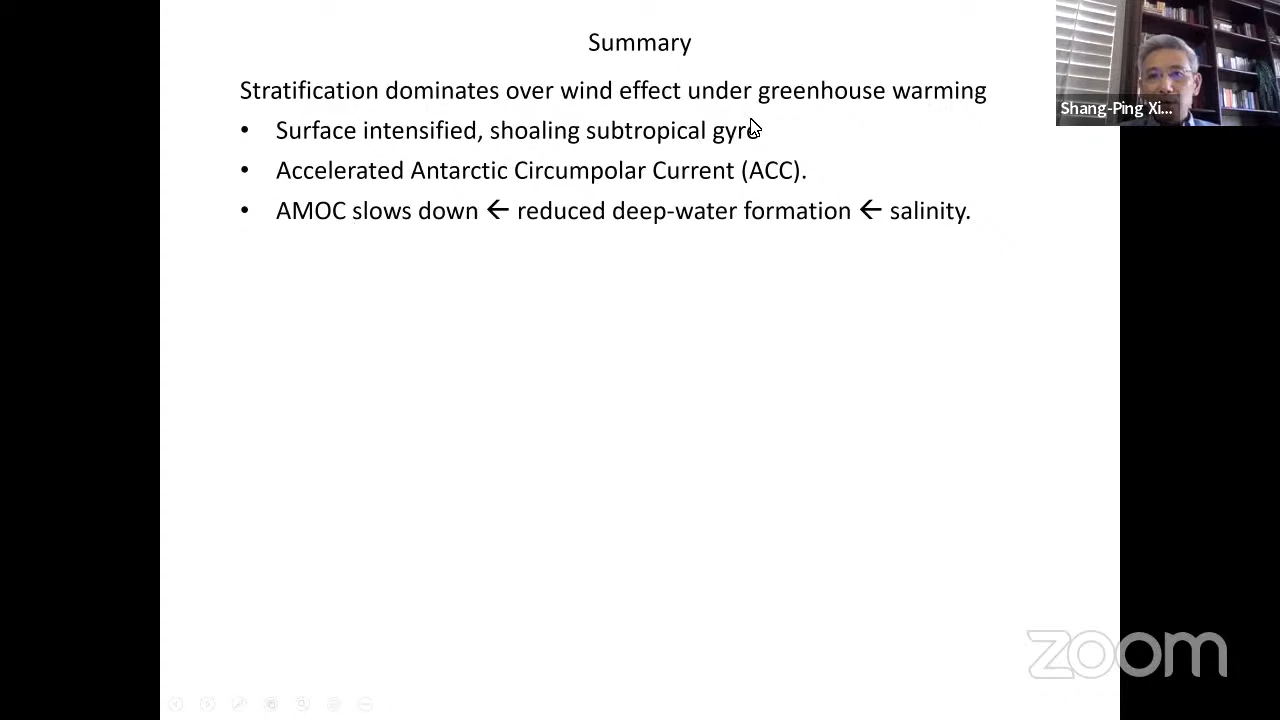 Summary
Shang-Ping Xi...
Stratification dominates over wind effect under greenhouse warming
• Surface intensified, shoaling subtropical gyre
• Accelerated Antarctic Circumpolar Current (ACC).
• AMOC slows down ← reduced deep-water formation ← salinity.
zoom